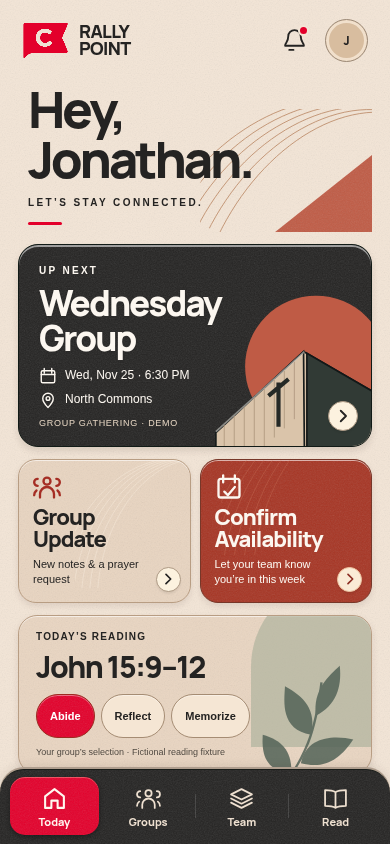 RALLY
POINT
J
Hey,
Jonathan.
LET'S STAY CONNECTED.
UP NEXT
Wednesday
Group
Wed, Nov 25 · 6:30 PM
North Commons
GROUP GATHERING · DEMO
Group
Update
New notes & a prayer
request
Confirm
Availability
Let your team know
you're in this week
TODAY'S READING
John 15:9–12
Abide
Reflect
Memorize
Your group's selection · Fictional reading fixture
Today
Groups
Team
Read